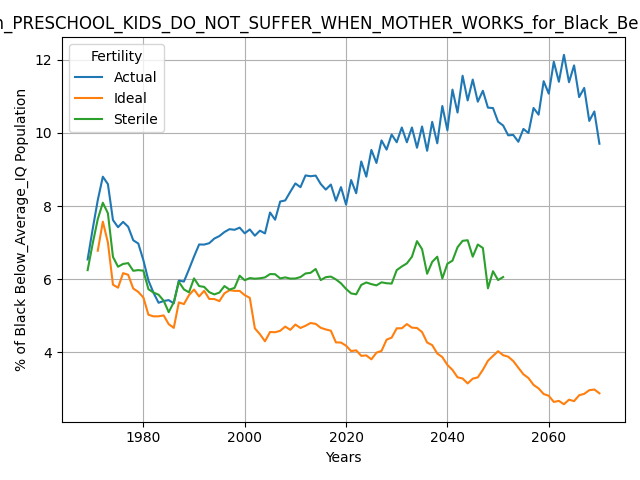 n_PRESCHOOL_KIDS_DO_NOT_SUFFER_WHEN_MOTHER_WORKS_for_Black_Be
Fertility
Actual
Ideal
Sterile
% of Black Below_Average_IQ Population
12
10
8
6
4
1980 2000 2020 2040 2060
Years